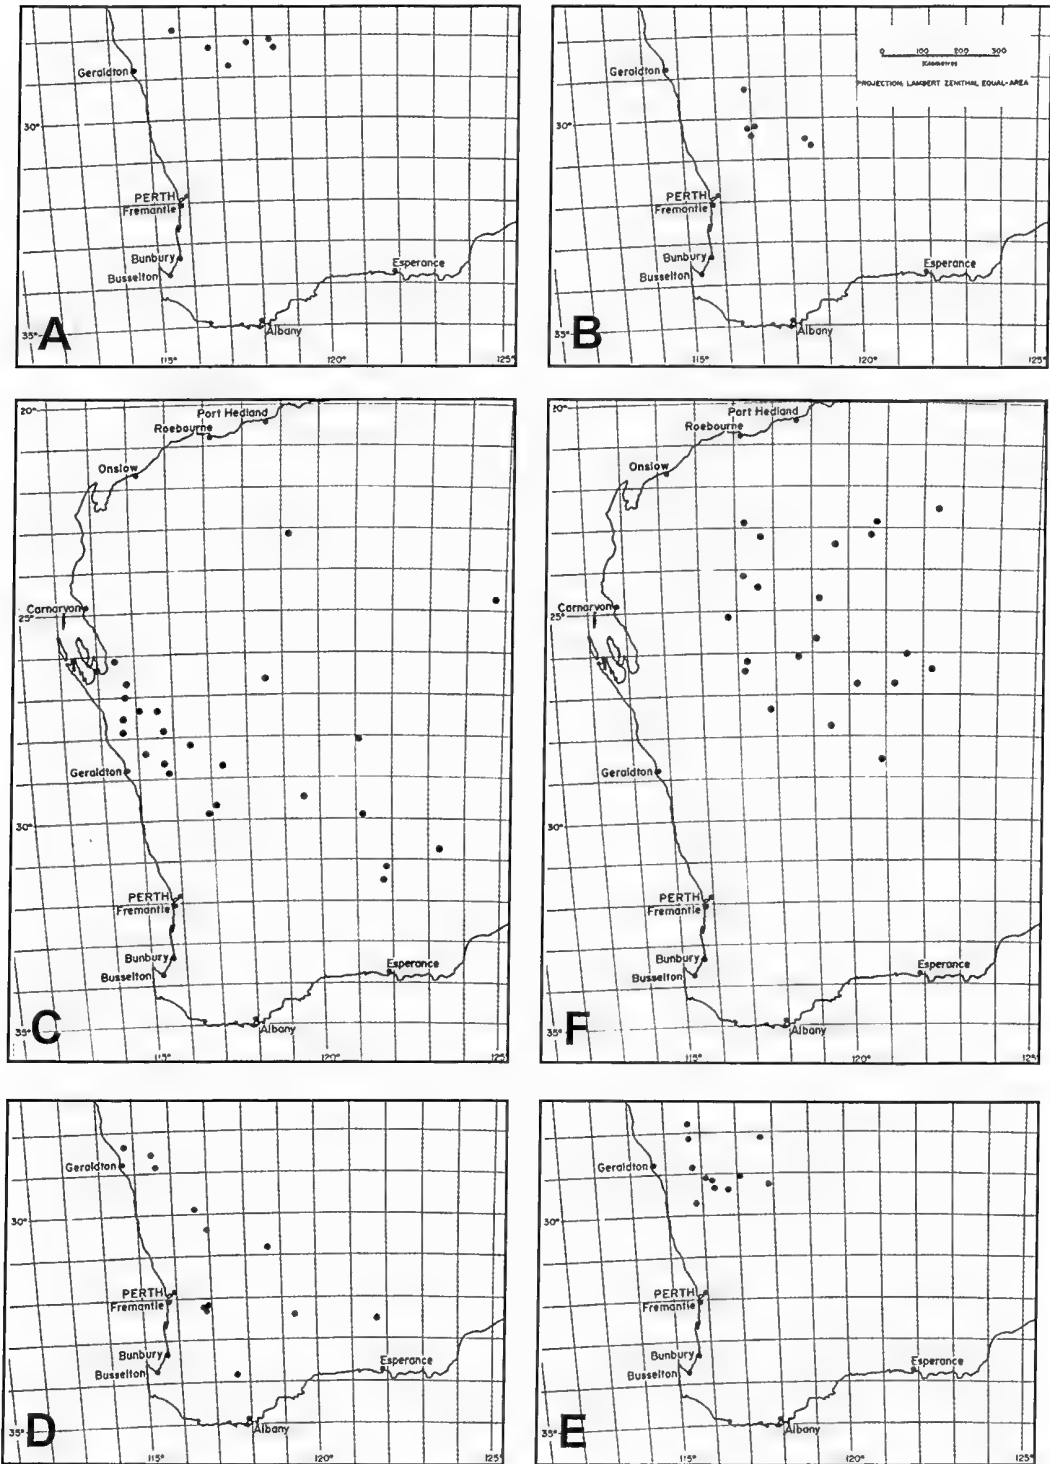 Geraldton
30°
PERTH
Fremantle
Bunbury
Busselton
Esperance
Albany
35°
115°
120°
125°
A
0 100 200 300
Kilometres
PROJECTION: LAMBERT ZENITHAL EQUAL-AREA
Geraldton
30°
PERTH
Fremantle
Bunbury
Busselton
Esperance
Albany
35°
115°
120°
125°
B
20°
Port Hedland
Roebourne
Onslow
Carnarvon
25°
Geraldton
30°
PERTH
Fremantle
Bunbury
Busselton
Esperance
Albany
35°
115°
120°
125°
C
20°
Port Hedland
Roebourne
Onslow
Carnarvon
25°
Geraldton
30°
PERTH
Fremantle
Bunbury
Busselton
Esperance
Albany
35°
115°
120°
125°
F
Geraldton
30°
PERTH
Fremantle
Bunbury
Busselton
Esperance
Albany
35°
115°
120°
125°
D
Geraldton
30°
PERTH
Fremantle
Bunbury
Busselton
Esperance
Albany
35°
115°
120°
125°
E